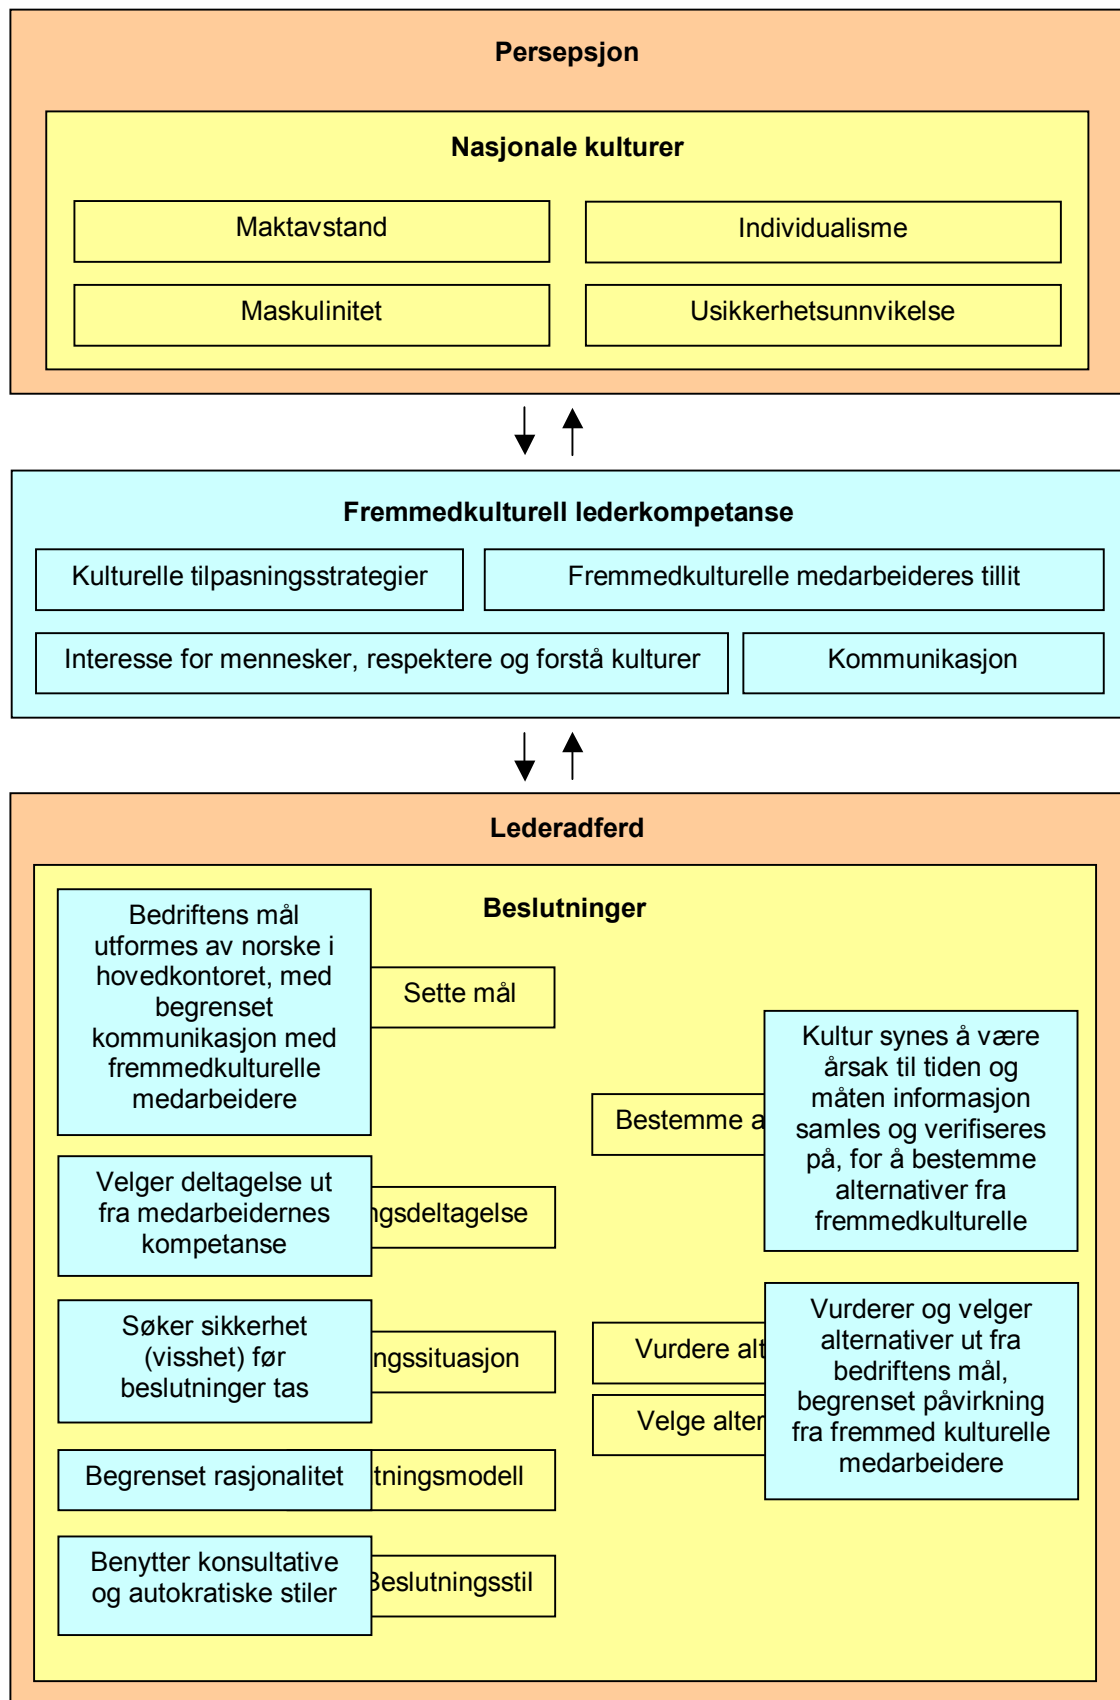 Persepsjon
Nasjonale kulturer
Maktavstand
Individualisme
Maskulinitet
Usikkerhetsunnvikelse
Fremmedkulturell lederkompetanse
Kulturelle tilpasningsstrategier
Fremmedkulturelle medarbeideres tillit
Interesse for mennesker, respektere og forstå kulturer
Kommunikasjon
Lederadferd
Beslutninger
Bedriftens mål
utformes av norske i
hovedkontoret, med
begrenset
kommunikasjon med
fremmedkulturelle
medarbeidere
Sette mål
Bestemme a
Kultur synes å være
årsak til tiden og
måten informasjon
samles og verifiseres
på, for å bestemme
alternativer fra
fremmedkulturelle
Velger deltagelse ut
fra medarbeidernes
kompetanse
ngsdeltagelse
Søker sikkerhet
(visshet) før
beslutninger tas
ngssituasjon
Vurdere alt
Velge alter
Vurderer og velger
alternativer ut fra
bedriftens mål,
begrenset påvirkning
fra fremmed kulturelle
medarbeidere
Begrenset rasjonalitet
tningsmodell
Benytter konsultative
og autokratiske stiler
Beslutningsstil